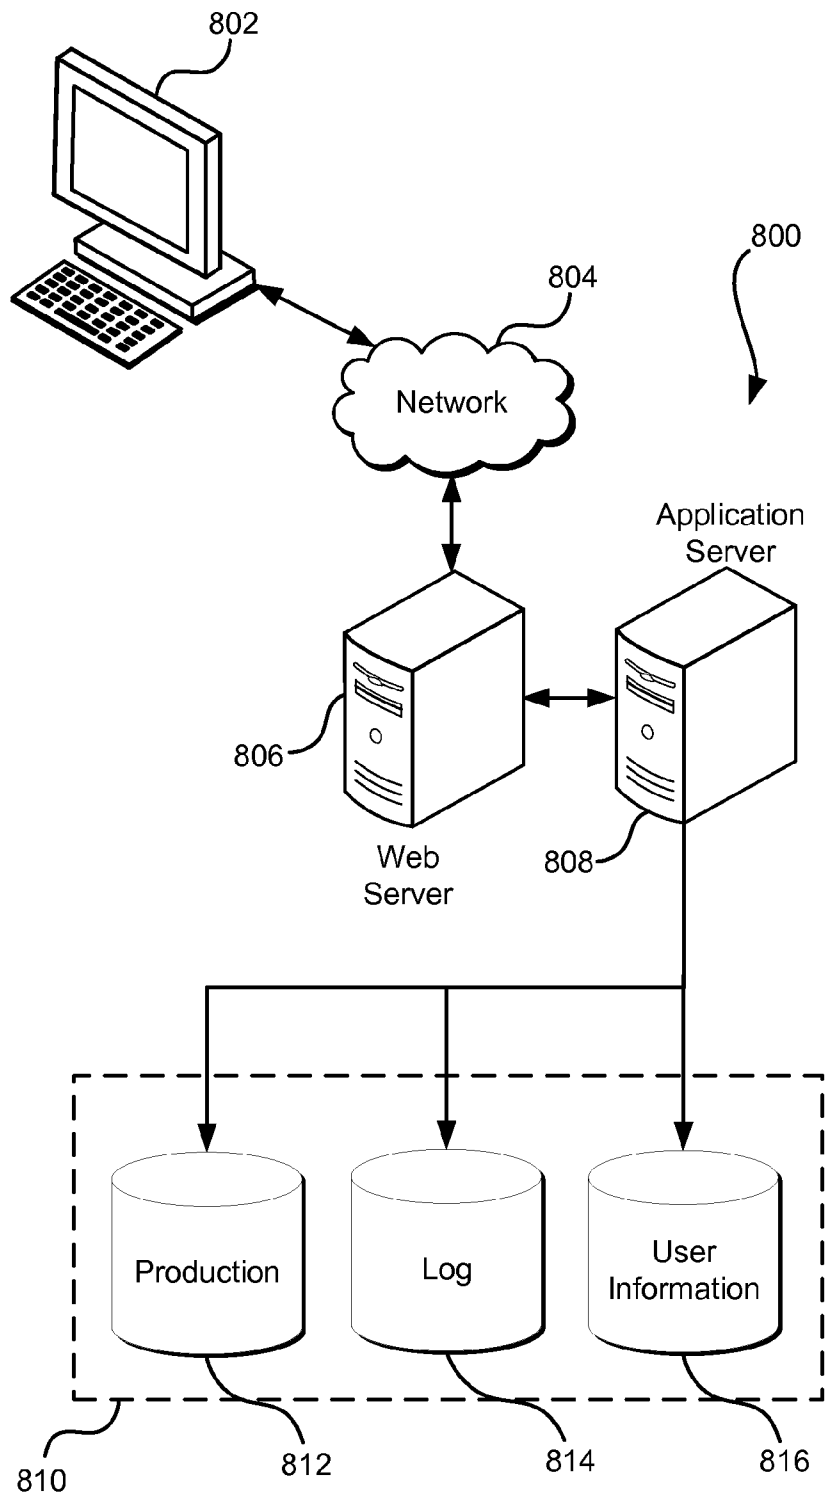 802
800
804
Network
Application
Server
806
Web
Server
808
Production
Log
User
Information
810
812
814
816